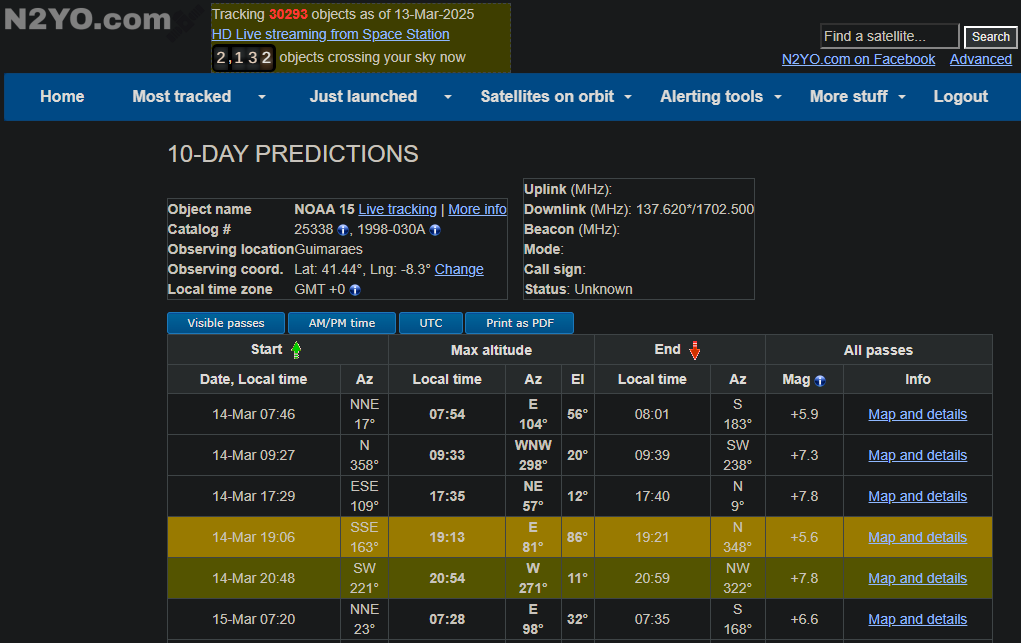 N2YO.com
Tracking 30293 objects as of 13-Mar-2025
HD Live streaming from Space Station
2,132 objects crossing your sky now
Find a satellite... Search
N2YO.com on Facebook Advanced
Home Most tracked Just launched Satellites on orbit Alerting tools More stuff Logout
10-DAY PREDICTIONS
Object name NOAA 15 Live tracking | More info
Catalog # 25338, 1998-030A
Observing location Guimaraes
Observing coord. Lat: 41.44°, Lng: -8.3° Change
Local time zone GMT +0
Uplink (MHz):
Downlink (MHz): 137.620*/1702.500
Beacon (MHz):
Mode:
Call sign:
Status: Unknown
Visible passes AM/PM time UTC Print as PDF
Start Max altitude End All passes
Date, Local time Az Local time Az El Local time Az Mag Info
14-Mar 07:46 NNE 17° 07:54 E 104° 56° 08:01 S 183° +5.9 Map and details
14-Mar 09:27 N 358° 09:33 WNW 298° 20° 09:39 SW 238° +7.3 Map and details
14-Mar 17:29 ESE 109° 17:35 NE 57° 12° 17:40 N 9° +7.8 Map and details
14-Mar 19:06 SSE 163° 19:13 E 81° 86° 19:21 N 348° +5.6 Map and details
14-Mar 20:48 SW 221° 20:54 W 271° 11° 20:59 NW 322° +7.8 Map and details
15-Mar 07:20 NNE 23° 07:28 E 98° 32° 07:35 S 168° +6.6 Map and details